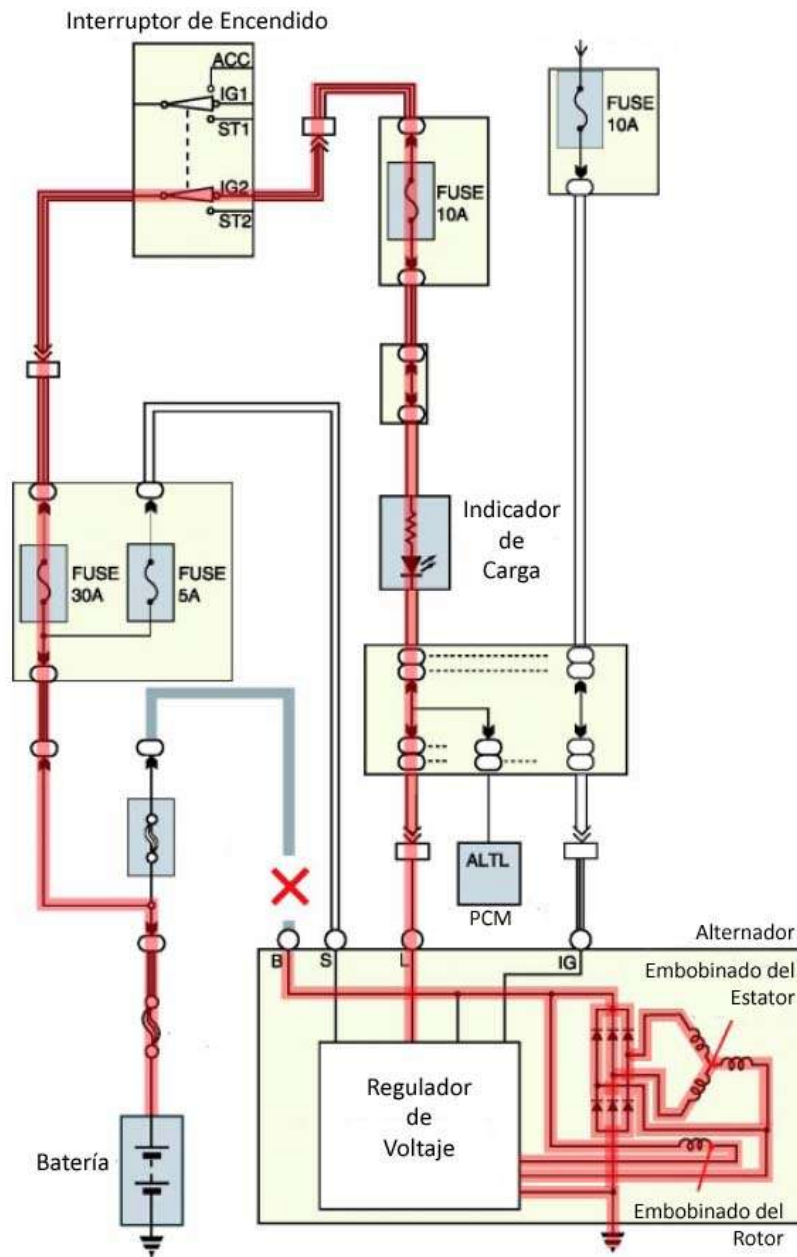 Interruptor de Encendido
ACC
IG1
ST1
IG2
ST2
FUSE
10A
FUSE
10A
FUSE
30A
FUSE
5A
Indicador
de
Carga
ALTL
PCM
Alternador
B
S
L
IG
Embobinado del
Estator
Regulador
de
Voltaje
Batería
Embobinado del
Rotor